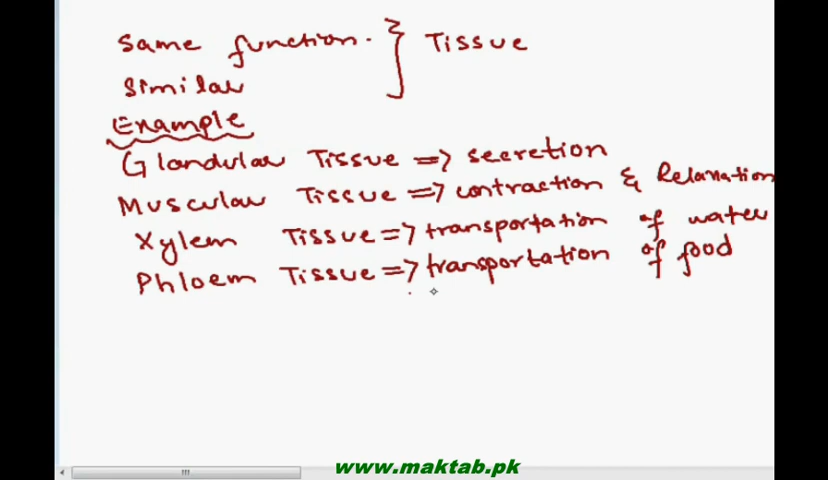 Same function. } Tissue
Similar
Example
Glandular Tissue => secretion
Muscular Tissue => contraction & Relaxation
Xylem Tissue => transportation of water
Phloem Tissue => transportation of food
www.maktab.pk